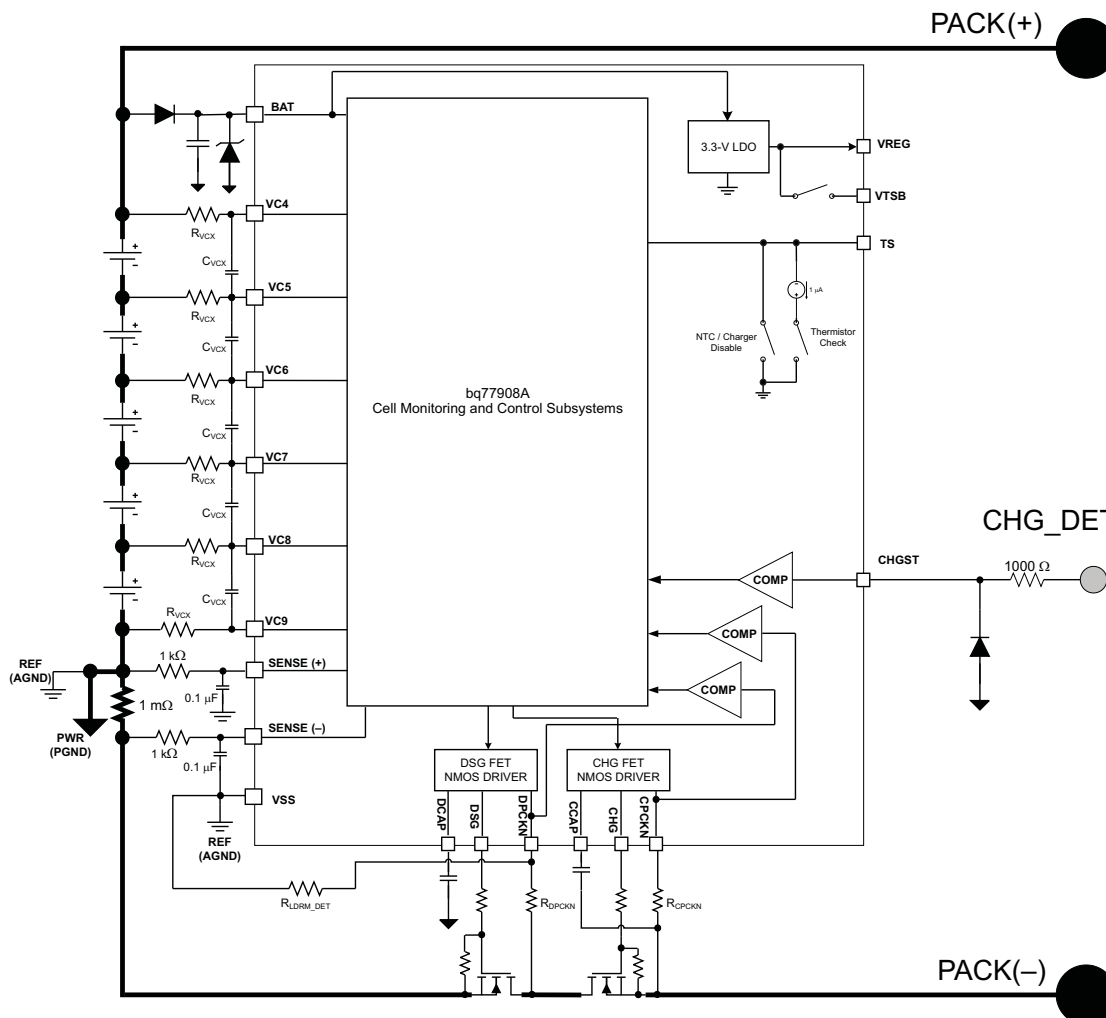 PACK(+)
BAT
3.3-V LDO
VREG
VTSB
VC4
RVCX
TS
CVCX
1 μA
VC5
RVCX
NTC / Charger
Disable
Thermistor
Check
CVCX
VC6
RVCX
bq77908A
Cell Monitoring and Control Subsystems
CVCX
VC7
RVCX
CVCX
CHG_DET
VC8
RVCX
CHGST
1000 Ω
COMP
CVCX
RVCX
VC9
COMP
REF
(AGND)
1 kΩ
SENSE (+)
COMP
0.1 μF
1 mΩ
PWR
(PGND)
1 kΩ
SENSE (–)
0.1 μF
DSG FET
NMOS DRIVER
CHG FET
NMOS DRIVER
VSS
DCAP
DSG
DPCKN
CCAP
CHG
CPCKN
REF
(AGND)
RLDRM_DET
RDPCKN
RCPCKN
PACK(–)